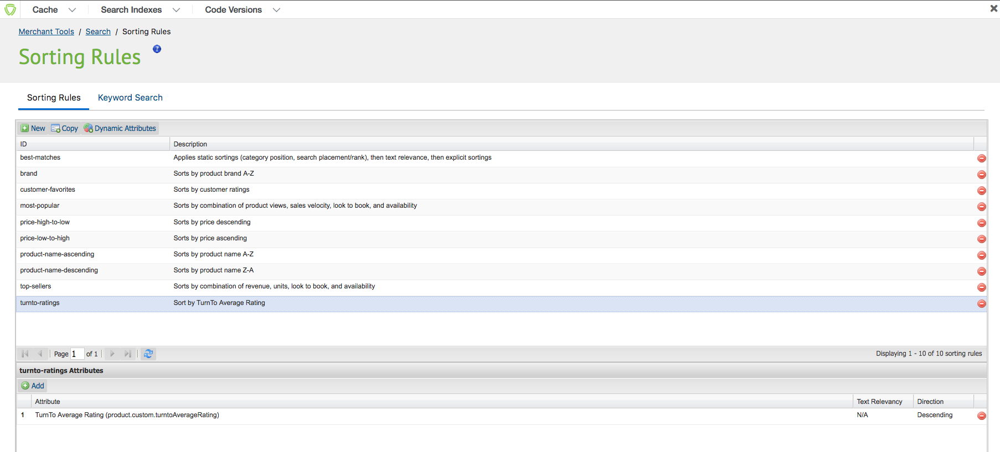 Cache Search Indexes Code Versions
Merchant Tools / Search / Sorting Rules
Sorting Rules ?
Sorting Rules Keyword Search
New Copy Dynamic Attributes
ID Description
best-matches Applies static sortings (category position, search placement/rank), then text relevance, then explicit sortings
brand Sorts by product brand A-Z
customer-favorites Sorts by customer ratings
most-popular Sorts by combination of product views, sales velocity, look to book, and availability
price-high-to-low Sorts by price descending
price-low-to-high Sorts by price ascending
product-name-ascending Sorts by product name A-Z
product-name-descending Sorts by product name Z-A
top-sellers Sorts by combination of revenue, units, look to book, and availability
turnto-ratings Sort by TurnTo Average Rating
Page 1 of 1 Displaying 1 - 10 of 10 sorting rules
turnto-ratings Attributes
Add
Attribute Text Relevancy Direction
1 TurnTo Average Rating (product.custom.turntoAverageRating) N/A Descending